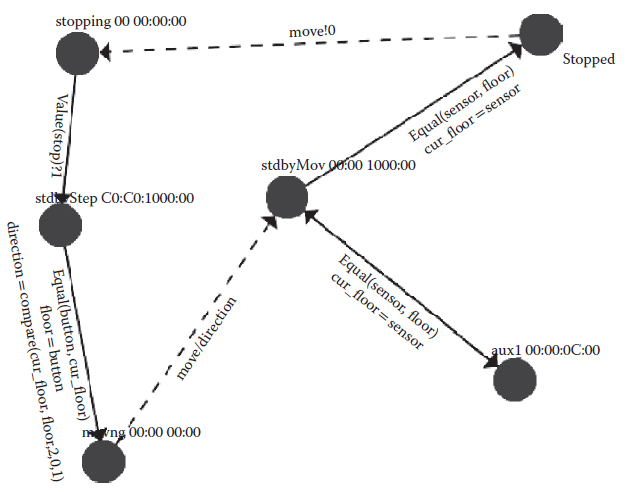 stopping 00 00:00:00
move!0
Stopped
Value(stop)?1
Equal(sensor, floor)
cur_floor=sensor
stdbyMov 00:00 1000:00
Step C0:C0:1000:00
Equal(button, cur_floor)
floor=button
direction=compare(cur_floor, floor,2,0,1)
move/direction
Equal(sensor, floor)
cur_floor=sensor
aux1 00:00:0C:00
00:00 00:00